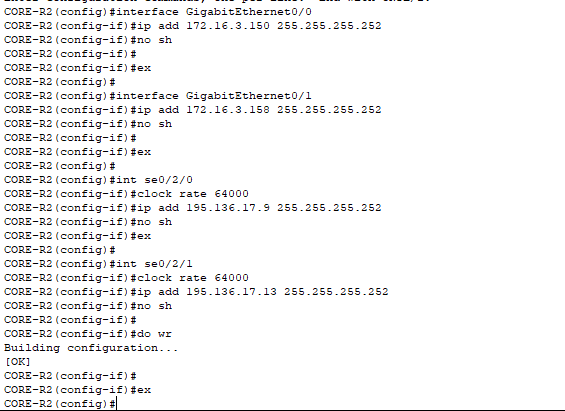 CORE-R2(config)#interface GigabitEthernet0/0
CORE-R2(config-if)#ip add 172.16.3.150 255.255.255.252
CORE-R2(config-if)#no sh
CORE-R2(config-if)#
CORE-R2(config-if)#ex
CORE-R2(config)#
CORE-R2(config)#interface GigabitEthernet0/1
CORE-R2(config-if)#ip add 172.16.3.158 255.255.255.252
CORE-R2(config-if)#no sh
CORE-R2(config-if)#
CORE-R2(config-if)#ex
CORE-R2(config)#
CORE-R2(config)#int se0/2/0
CORE-R2(config-if)#clock rate 64000
CORE-R2(config-if)#ip add 195.136.17.9 255.255.255.252
CORE-R2(config-if)#no sh
CORE-R2(config-if)#ex
CORE-R2(config)#
CORE-R2(config)#int se0/2/1
CORE-R2(config-if)#clock rate 64000
CORE-R2(config-if)#ip add 195.136.17.13 255.255.255.252
CORE-R2(config-if)#no sh
CORE-R2(config-if)#
CORE-R2(config-if)#do wr
Building configuration...
[OK]
CORE-R2(config-if)#
CORE-R2(config-if)#ex
CORE-R2(config)#